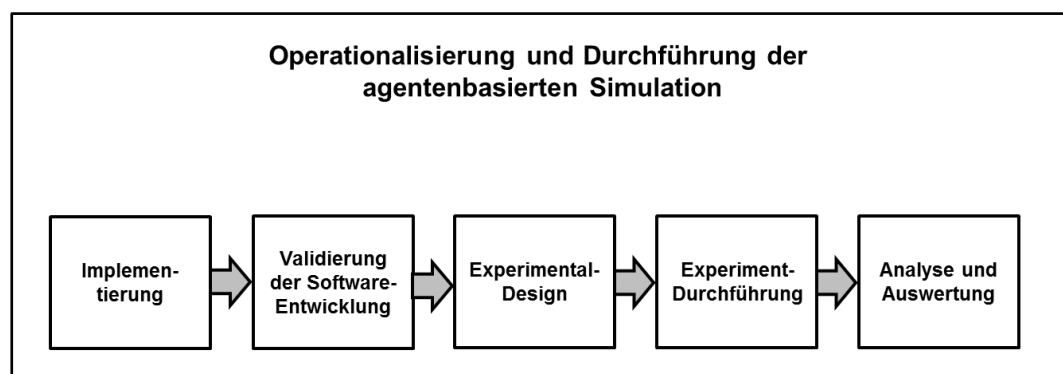 Operationalisierung und Durchführung der
agentenbasierten Simulation
Implemen-
tierung
Validierung
der Software-
Entwicklung
Experimental-
Design
Experiment-
Durchführung
Analyse und
Auswertung